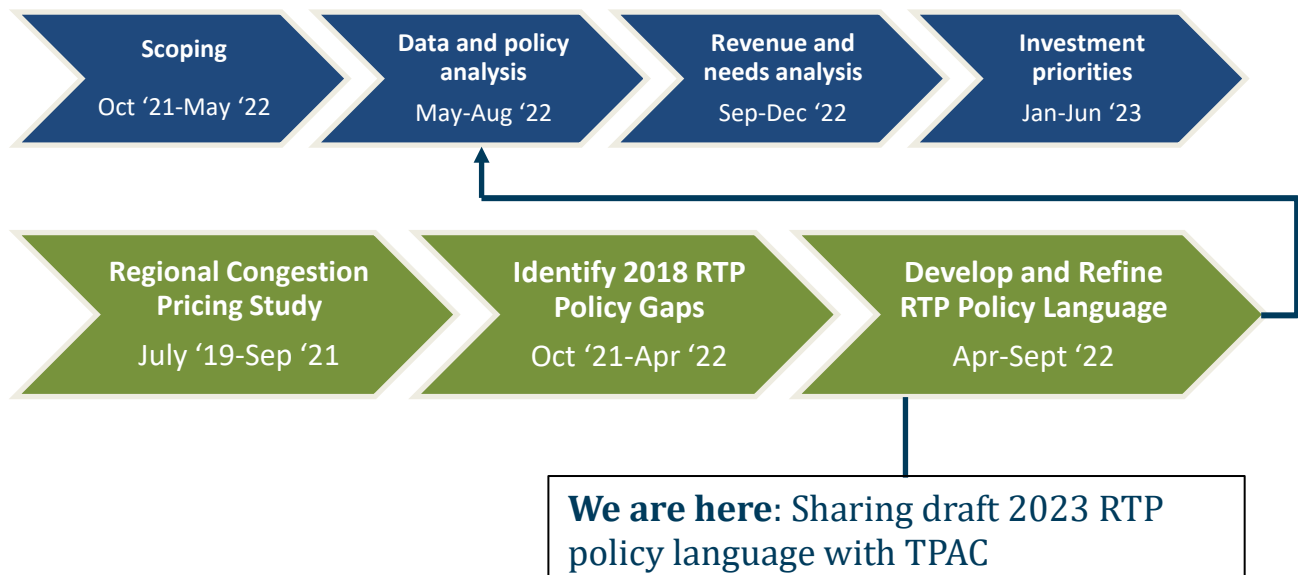 Scoping
Oct ‘21-May ‘22
Data and policy
analysis
May-Aug ‘22
Revenue and
needs analysis
Sep-Dec ‘22
Investment
priorities
Jan-Jun ‘23
Regional Congestion
Pricing Study
July ‘19-Sep ‘21
Identify 2018 RTP
Policy Gaps
Oct ‘21-Apr ‘22
Develop and Refine
RTP Policy Language
Apr-Sept ‘22
We are here: Sharing draft 2023 RTP
policy language with TPAC